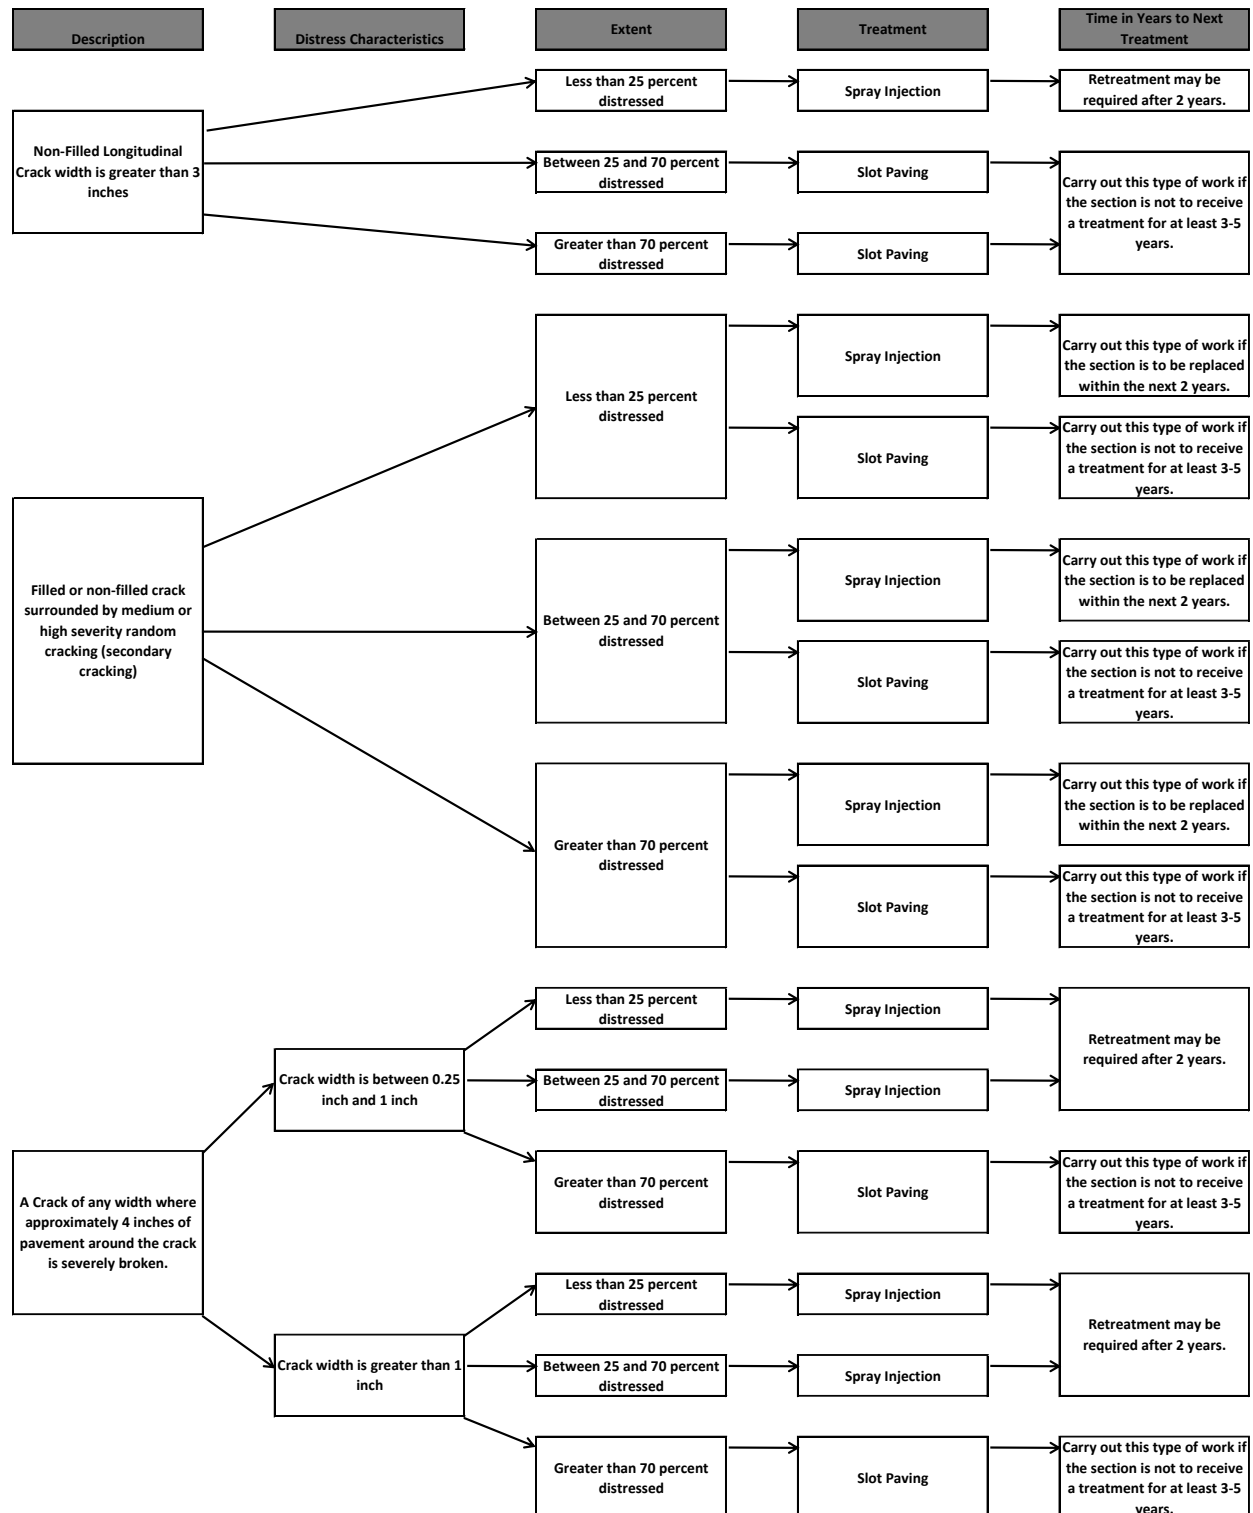 Description
Distress Characteristics
Extent
Treatment
Time in Years to Next
Treatment
Non-Filled Longitudinal
Crack width is greater than 3
inches
Less than 25 percent
distressed
Spray Injection
Retreatment may be
required after 2 years.
Between 25 and 70 percent
distressed
Slot Paving
Carry out this type of work if
the section is not to receive
a treatment for at least 3-5
years.
Greater than 70 percent
distressed
Slot Paving
Filled or non-filled crack
surrounded by medium or
high severity random
cracking (secondary
cracking)
Less than 25 percent
distressed
Spray Injection
Carry out this type of work if
the section is to be replaced
within the next 2 years.
Slot Paving
Carry out this type of work if
the section is not to receive
a treatment for at least 3-5
years.
Between 25 and 70 percent
distressed
Spray Injection
Carry out this type of work if
the section is to be replaced
within the next 2 years.
Slot Paving
Carry out this type of work if
the section is not to receive
a treatment for at least 3-5
years.
Greater than 70 percent
distressed
Spray Injection
Carry out this type of work if
the section is to be replaced
within the next 2 years.
Slot Paving
Carry out this type of work if
the section is not to receive
a treatment for at least 3-5
years.
A Crack of any width where
approximately 4 inches of
pavement around the crack
is severely broken.
Crack width is between 0.25
inch and 1 inch
Less than 25 percent
distressed
Spray Injection
Retreatment may be
required after 2 years.
Between 25 and 70 percent
distressed
Spray Injection
Greater than 70 percent
distressed
Slot Paving
Carry out this type of work if
the section is not to receive
a treatment for at least 3-5
years.
Crack width is greater than 1
inch
Less than 25 percent
distressed
Spray Injection
Retreatment may be
required after 2 years.
Between 25 and 70 percent
distressed
Spray Injection
Greater than 70 percent
distressed
Slot Paving
Carry out this type of work if
the section is not to receive
a treatment for at least 3-5
years.